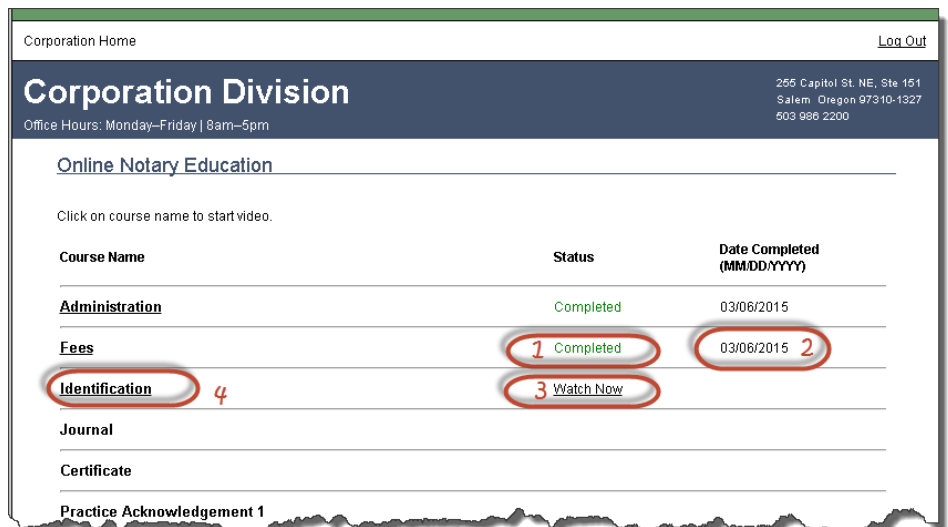 Corporation Home Log Out
Corporation Division
255 Capitol St. NE, Ste 151
Salem Oregon 97310-1327
503 986 2200
Office Hours: Monday–Friday | 8am–5pm
Online Notary Education
Click on course name to start video.
Course Name Status Date Completed
(MM/DD/YYYY)
Administration Completed 03/06/2015
Fees 1 Completed 03/06/2015 2
Identification 4 3 Watch Now
Journal
Certificate
Practice Acknowledgement 1